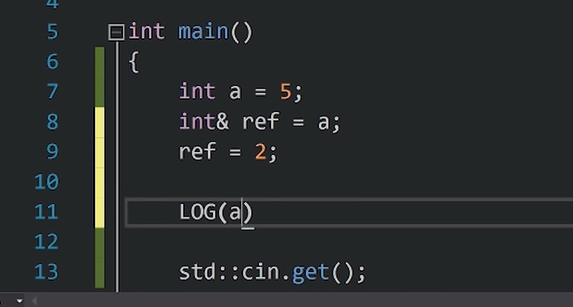 4
5 int main()
6 {
7 int a = 5;
8 int& ref = a;
9 ref = 2;
10
11 LOG(a)
12
13 std::cin.get();